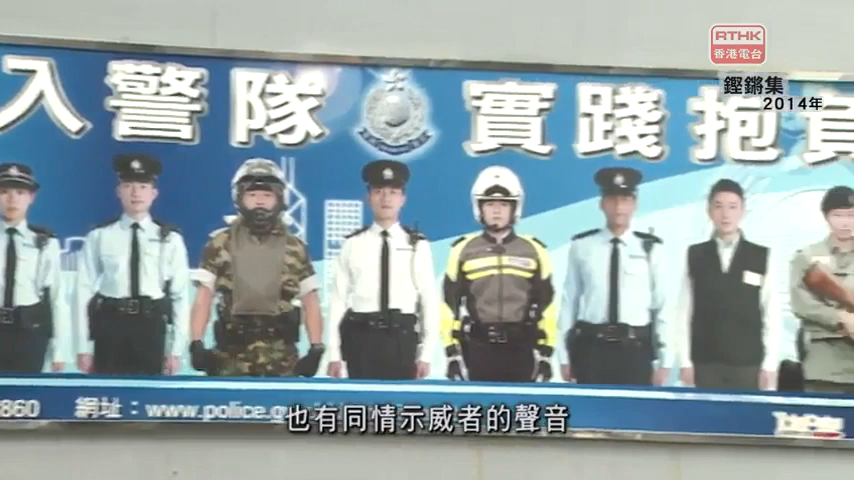 RTHK
香港電台
鏗鏘集
2014年
入警隊 實踐抱負
860 網址：www.police.g
也有同情示威者的聲音